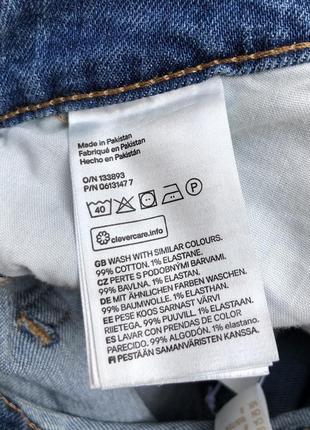 Made in Pakistan
Fabriqué en Pakistan
Hecho en Pakistán
O/N 133893
P/N 0613147 7
40
P
clevercare.info
GB WASH WITH SIMILAR COLOURS.
99% COTTON. 1% ELASTANE.
CZ PERTE S PODOBNÝMI BARVAMI.
99% BAVLNA. 1% ELASTAN.
DE MIT ÄHNLICHEN FARBEN WASCHEN.
99% BAUMWOLLE. 1% ELASTHAN.
EE PESE KOOS SARNAST VÄRVI
RIIETEGA. 99% PUUVILL. 1% ELASTAAN.
ES LAVAR CON PRENDAS DE COLOR
PARECIDO. 99% ALGODÓN. 1% elastano.
FI PESTÄÄN SAMANVÄRISTEN KANSSA.